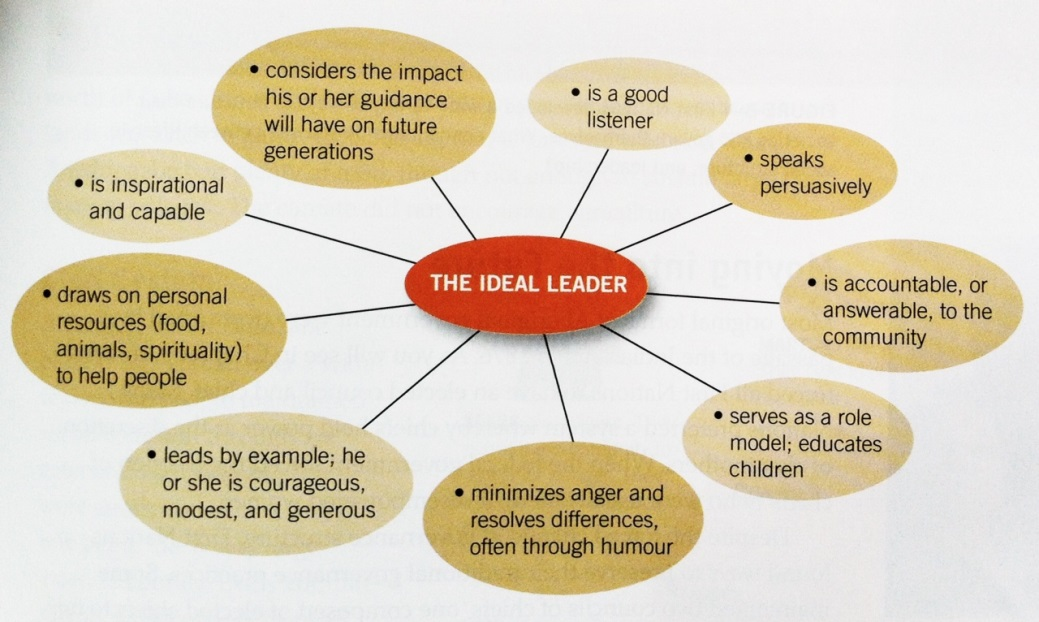 • considers the impact
his or her guidance
will have on future
generations
• is a good
listener
• speaks
persuasively
• is inspirational
and capable
THE IDEAL LEADER
• is accountable, or
answerable, to the
community
• draws on personal
resources (food,
animals, spirituality)
to help people
• serves as a role
model; educates
children
• leads by example; he
or she is courageous,
modest, and generous
• minimizes anger and
resolves differences,
often through humour